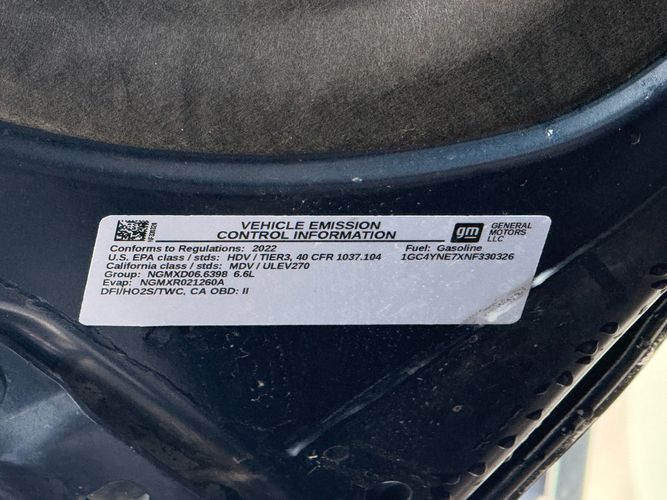 VEHICLE EMISSION
CONTROL INFORMATION
gm
GENERAL
MOTORS
LLC
Conforms to Regulations: 2022
Fuel: Gasoline
U.S. EPA class / stds: HDV / TIER3, 40 CFR 1037.104
1GC4YNE7XNF330326
California class / stds: MDV / ULEV270
Group: NGMXD06.6398 6.6L
Evap: NGMXR021260A
DFI/HO2S/TWC, CA OBD: II